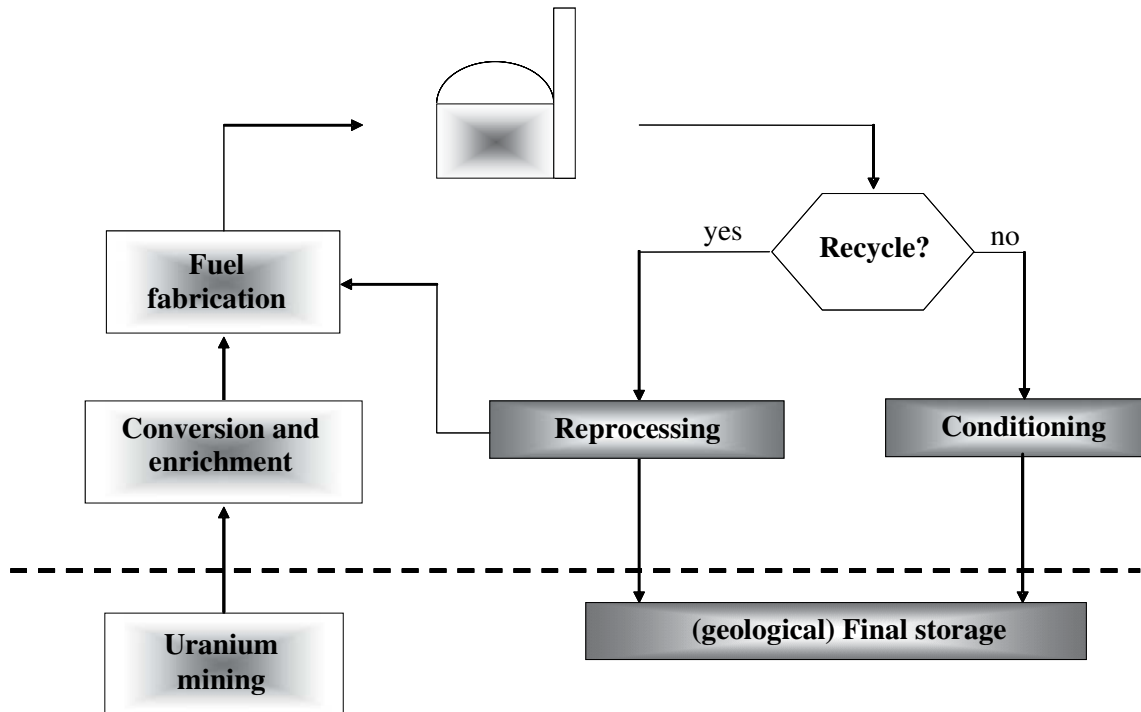 yes
Recycle?
no
Fuel
fabrication
Conversion and
enrichment
Reprocessing
Conditioning
Uranium
mining
(geological) Final storage